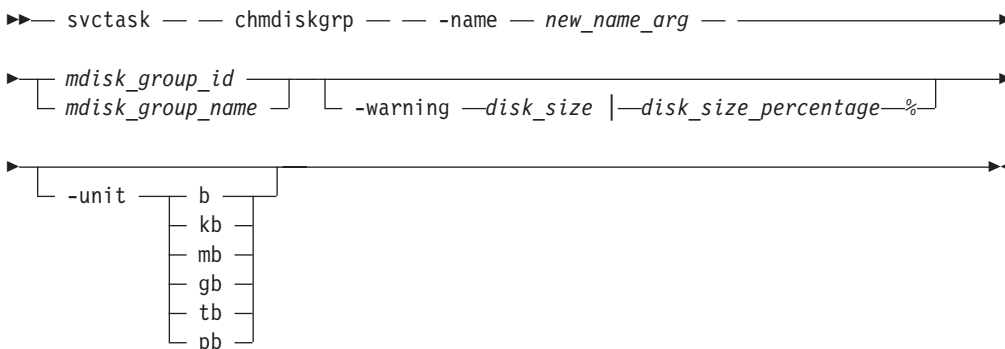 svctask chmdiskgrp -name new_name_arg
mdisk_group_id
mdisk_group_name
-warning disk_size | disk_size_percentage %
-unit b
kb
mb
gb
tb
pb